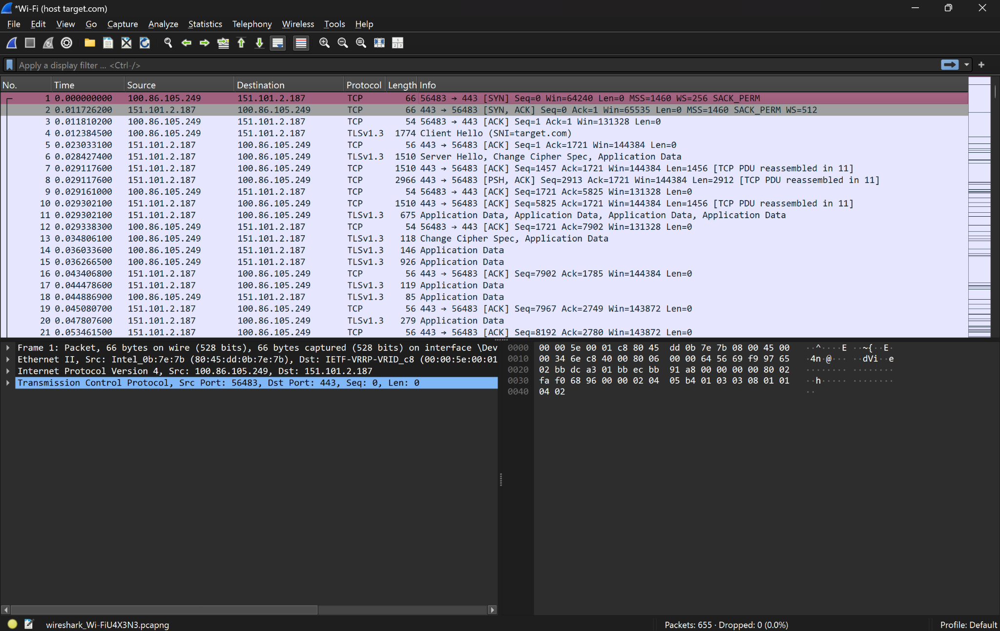 *Wi-Fi (host target.com)
File Edit View Go Capture Analyze Statistics Telephony Wireless Tools Help
Apply a display filter ... <Ctrl-/>
No. Time Source Destination Protocol Length Info
1 0.000000000 100.86.105.249 151.101.2.187 TCP 66 56483 → 443 [SYN] Seq=0 Win=64240 Len=0 MSS=1460 WS=256 SACK_PERM
2 0.011726200 151.101.2.187 100.86.105.249 TCP 66 443 → 56483 [SYN, ACK] Seq=0 Ack=1 Win=65535 Len=0 MSS=1460 SACK_PERM WS=512
3 0.011810200 100.86.105.249 151.101.2.187 TCP 54 56483 → 443 [ACK] Seq=1 Ack=1 Win=131328 Len=0
4 0.012384500 100.86.105.249 151.101.2.187 TLSv1.3 1774 Client Hello (SNI=target.com)
5 0.023033100 151.101.2.187 100.86.105.249 TCP 56 443 → 56483 [ACK] Seq=1 Ack=1721 Win=144384 Len=0
6 0.028427400 151.101.2.187 100.86.105.249 TLSv1.3 1510 Server Hello, Change Cipher Spec, Application Data
7 0.029117600 151.101.2.187 100.86.105.249 TCP 1510 443 → 56483 [ACK] Seq=1457 Ack=1721 Win=144384 Len=1456 [TCP PDU reassembled in 11]
8 0.029117600 151.101.2.187 100.86.105.249 TCP 2966 443 → 56483 [PSH, ACK] Seq=2913 Ack=1721 Win=144384 Len=2912 [TCP PDU reassembled in 11]
9 0.029161000 100.86.105.249 151.101.2.187 TCP 54 56483 → 443 [ACK] Seq=1721 Ack=5825 Win=131328 Len=0
10 0.029302100 151.101.2.187 100.86.105.249 TCP 1510 443 → 56483 [ACK] Seq=5825 Ack=1721 Win=144384 Len=1456 [TCP PDU reassembled in 11]
11 0.029302100 151.101.2.187 100.86.105.249 TLSv1.3 675 Application Data, Application Data, Application Data, Application Data
12 0.029338300 100.86.105.249 151.101.2.187 TCP 54 56483 → 443 [ACK] Seq=1721 Ack=7902 Win=131328 Len=0
13 0.034806100 100.86.105.249 151.101.2.187 TLSv1.3 118 Change Cipher Spec, Application Data
14 0.036033600 100.86.105.249 151.101.2.187 TLSv1.3 146 Application Data
15 0.036266500 100.86.105.249 151.101.2.187 TLSv1.3 926 Application Data
16 0.043406800 151.101.2.187 100.86.105.249 TCP 56 443 → 56483 [ACK] Seq=7902 Ack=1785 Win=144384 Len=0
17 0.044478600 151.101.2.187 100.86.105.249 TLSv1.3 119 Application Data
18 0.044886900 100.86.105.249 151.101.2.187 TLSv1.3 85 Application Data
19 0.045080700 151.101.2.187 100.86.105.249 TCP 56 443 → 56483 [ACK] Seq=7967 Ack=2749 Win=143872 Len=0
20 0.047807600 151.101.2.187 100.86.105.249 TLSv1.3 279 Application Data
21 0.053461500 151.101.2.187 100.86.105.249 TCP 56 443 → 56483 [ACK] Seq=8192 Ack=2780 Win=143872 Len=0
Frame 1: Packet, 66 bytes on wire (528 bits), 66 bytes captured (528 bits) on interface \Dev
Ethernet II, Src: Intel_0b:7e:7b (80:45:dd:0b:7e:7b), Dst: IETF-VRRP-VRID_c8 (00:00:5e:00:01
Internet Protocol Version 4, Src: 100.86.105.249, Dst: 151.101.2.187
Transmission Control Protocol, Src Port: 56483, Dst Port: 443, Seq: 0, Len: 0
0000 00 00 5e 00 01 c8 80 45 dd 0b 7e 7b 08 00 45 00 ··^····E ··~{··E·
0010 00 34 6e c8 40 00 80 06 00 00 64 56 69 f9 97 65 ·4n·@··· ··dVi··e
0020 02 bb dc a3 01 bb ec bb 91 a8 00 00 00 00 80 02 ········ ········
0030 fa f0 68 96 00 00 02 04 05 b4 01 03 03 08 01 01 ··h····· ········
0040 04 02 ··
wireshark_Wi-FiU4X3N3.pcapng Packets: 655 · Dropped: 0 (0.0%) Profile: Default